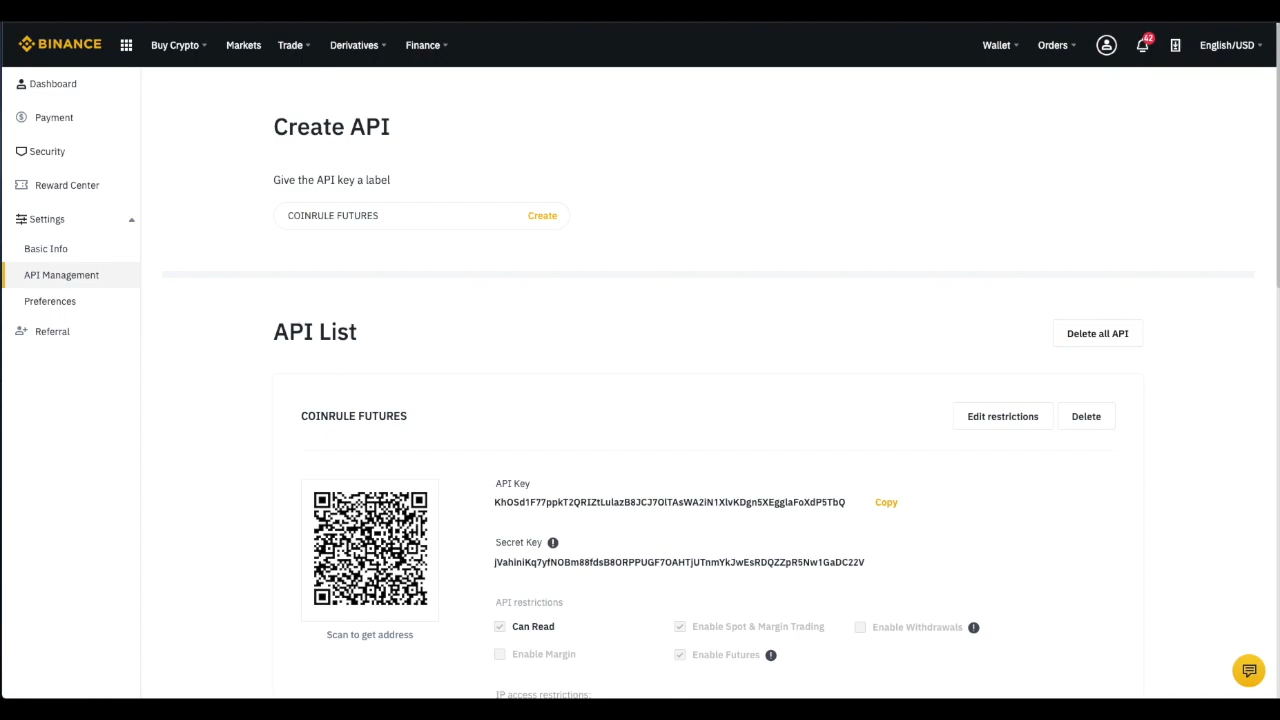 BINANCE
Buy Crypto
Markets
Trade
Derivatives
Finance
Wallet
Orders
42
English/USD
Dashboard
Payment
Security
Reward Center
Settings
Basic Info
API Management
Preferences
Referral
Create API
Give the API key a label
COINRULE FUTURES Create
API List
Delete all API
COINRULE FUTURES
Edit restrictions
Delete
Scan to get address
API Key
Copy
Secret Key
API restrictions
Can Read
Enable Spot & Margin Trading
Enable Withdrawals
Enable Margin
Enable Futures
IP access restrictions: